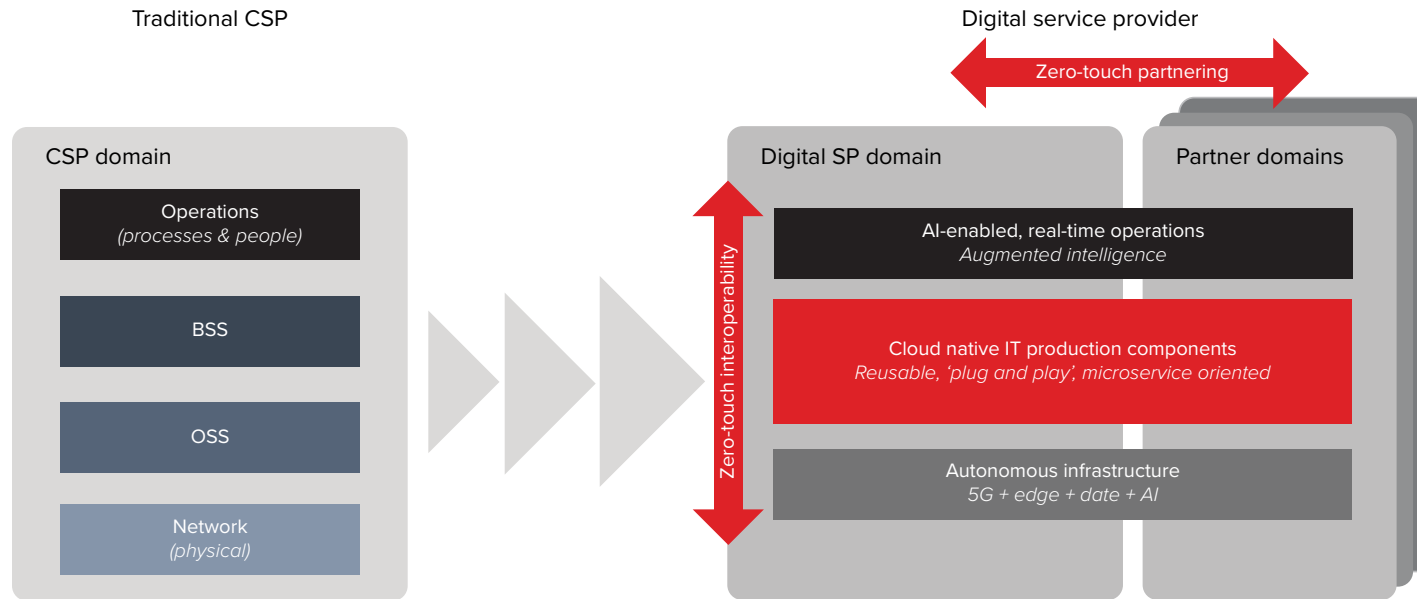 Traditional CSP
CSP domain
Operations
(processes & people)
BSS
OSS
Network
(physical)
Digital service provider
Zero-touch partnering
Digital SP domain
Partner domains
Zero-touch interoperability
AI-enabled, real-time operations
Augmented intelligence
Cloud native IT production components
Reusable, ‘plug and play’, microservice oriented
Autonomous infrastructure
5G + edge + date + AI